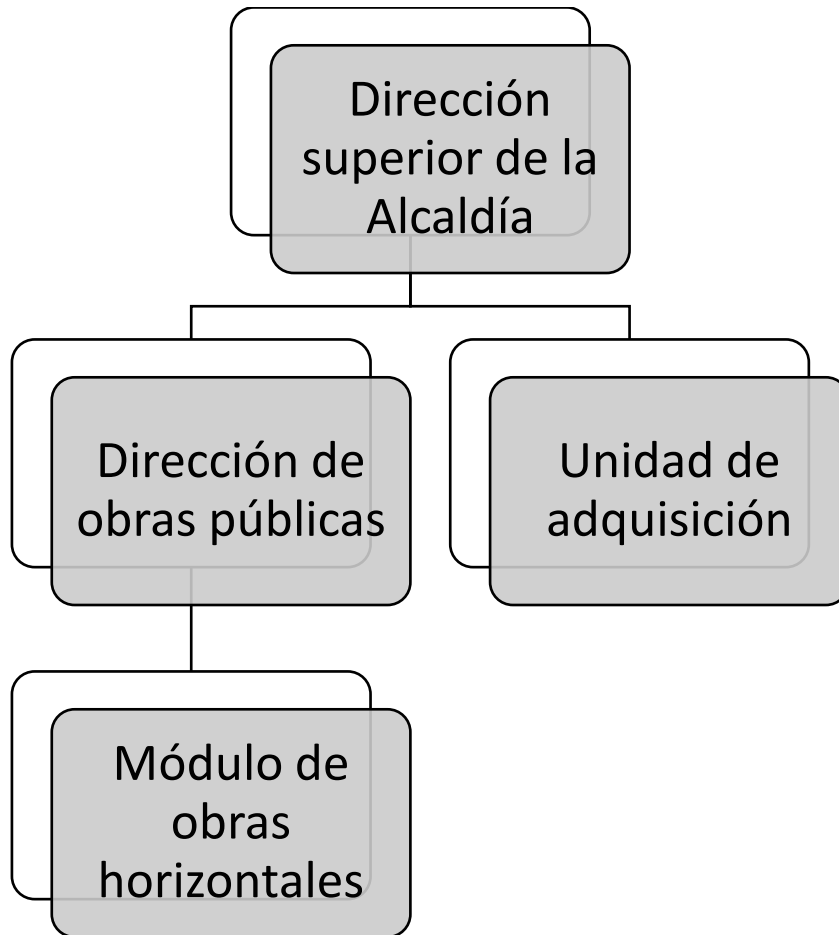 Dirección
superior de la
Alcaldía
Dirección de
obras públicas
Unidad de
adquisición
Módulo de
obras
horizontales